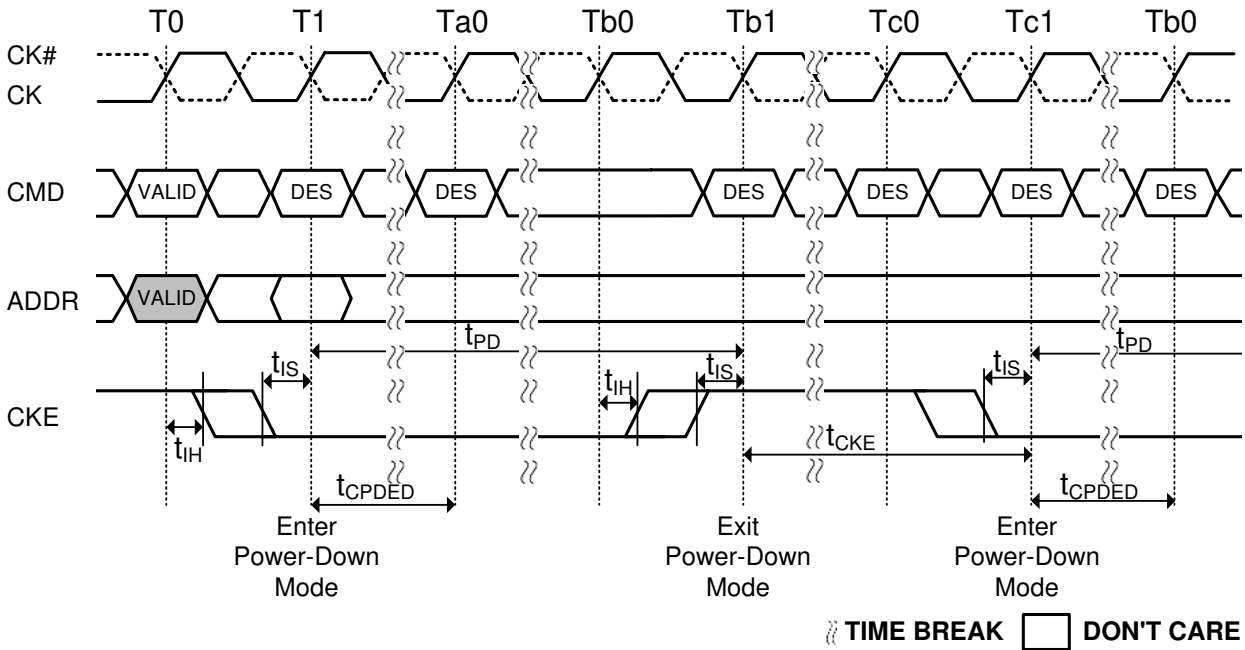 T0 T1 Ta0 Tb0 Tb1 Tc0 Tc1 Tb0
CK#
CK
CMD VALID DES DES DES DES DES DES
ADDR VALID
tPD tPD
tIS tIH tIS tIS
CKE
tIH tCKE
tCPDED tCPDED
Enter Exit Enter
Power-Down Power-Down Power-Down
Mode Mode Mode
TIME BREAK DON'T CARE